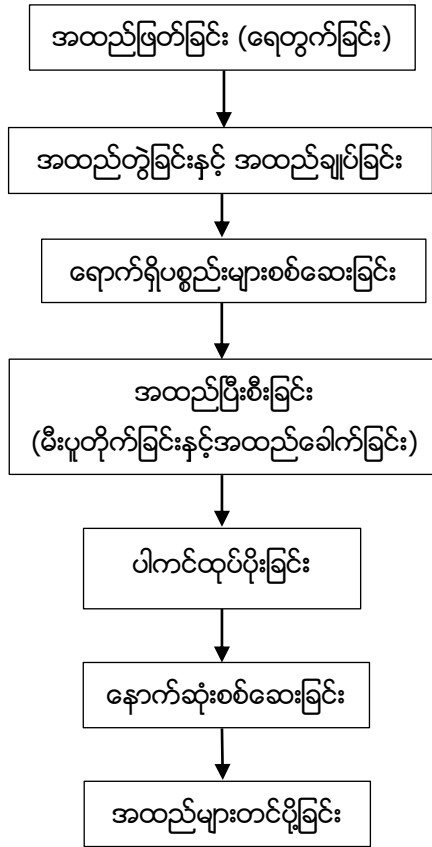 အထည်ဖြတ်ခြင်း (ရေတွက်ခြင်း)
အထည်တွဲခြင်းနှင့် အထည်ချုပ်ခြင်း
ရောက်ရှိပစ္စည်းများစစ်ဆေးခြင်း
အထည်ပြီးစီးခြင်း
(မီးပူတိုက်ခြင်းနှင့်အထည်ခေါက်ခြင်း)
ပါကင်ထုပ်ပိုးခြင်း
နောက်ဆုံးစစ်ဆေးခြင်း
အထည်များတင်ပို့ခြင်း